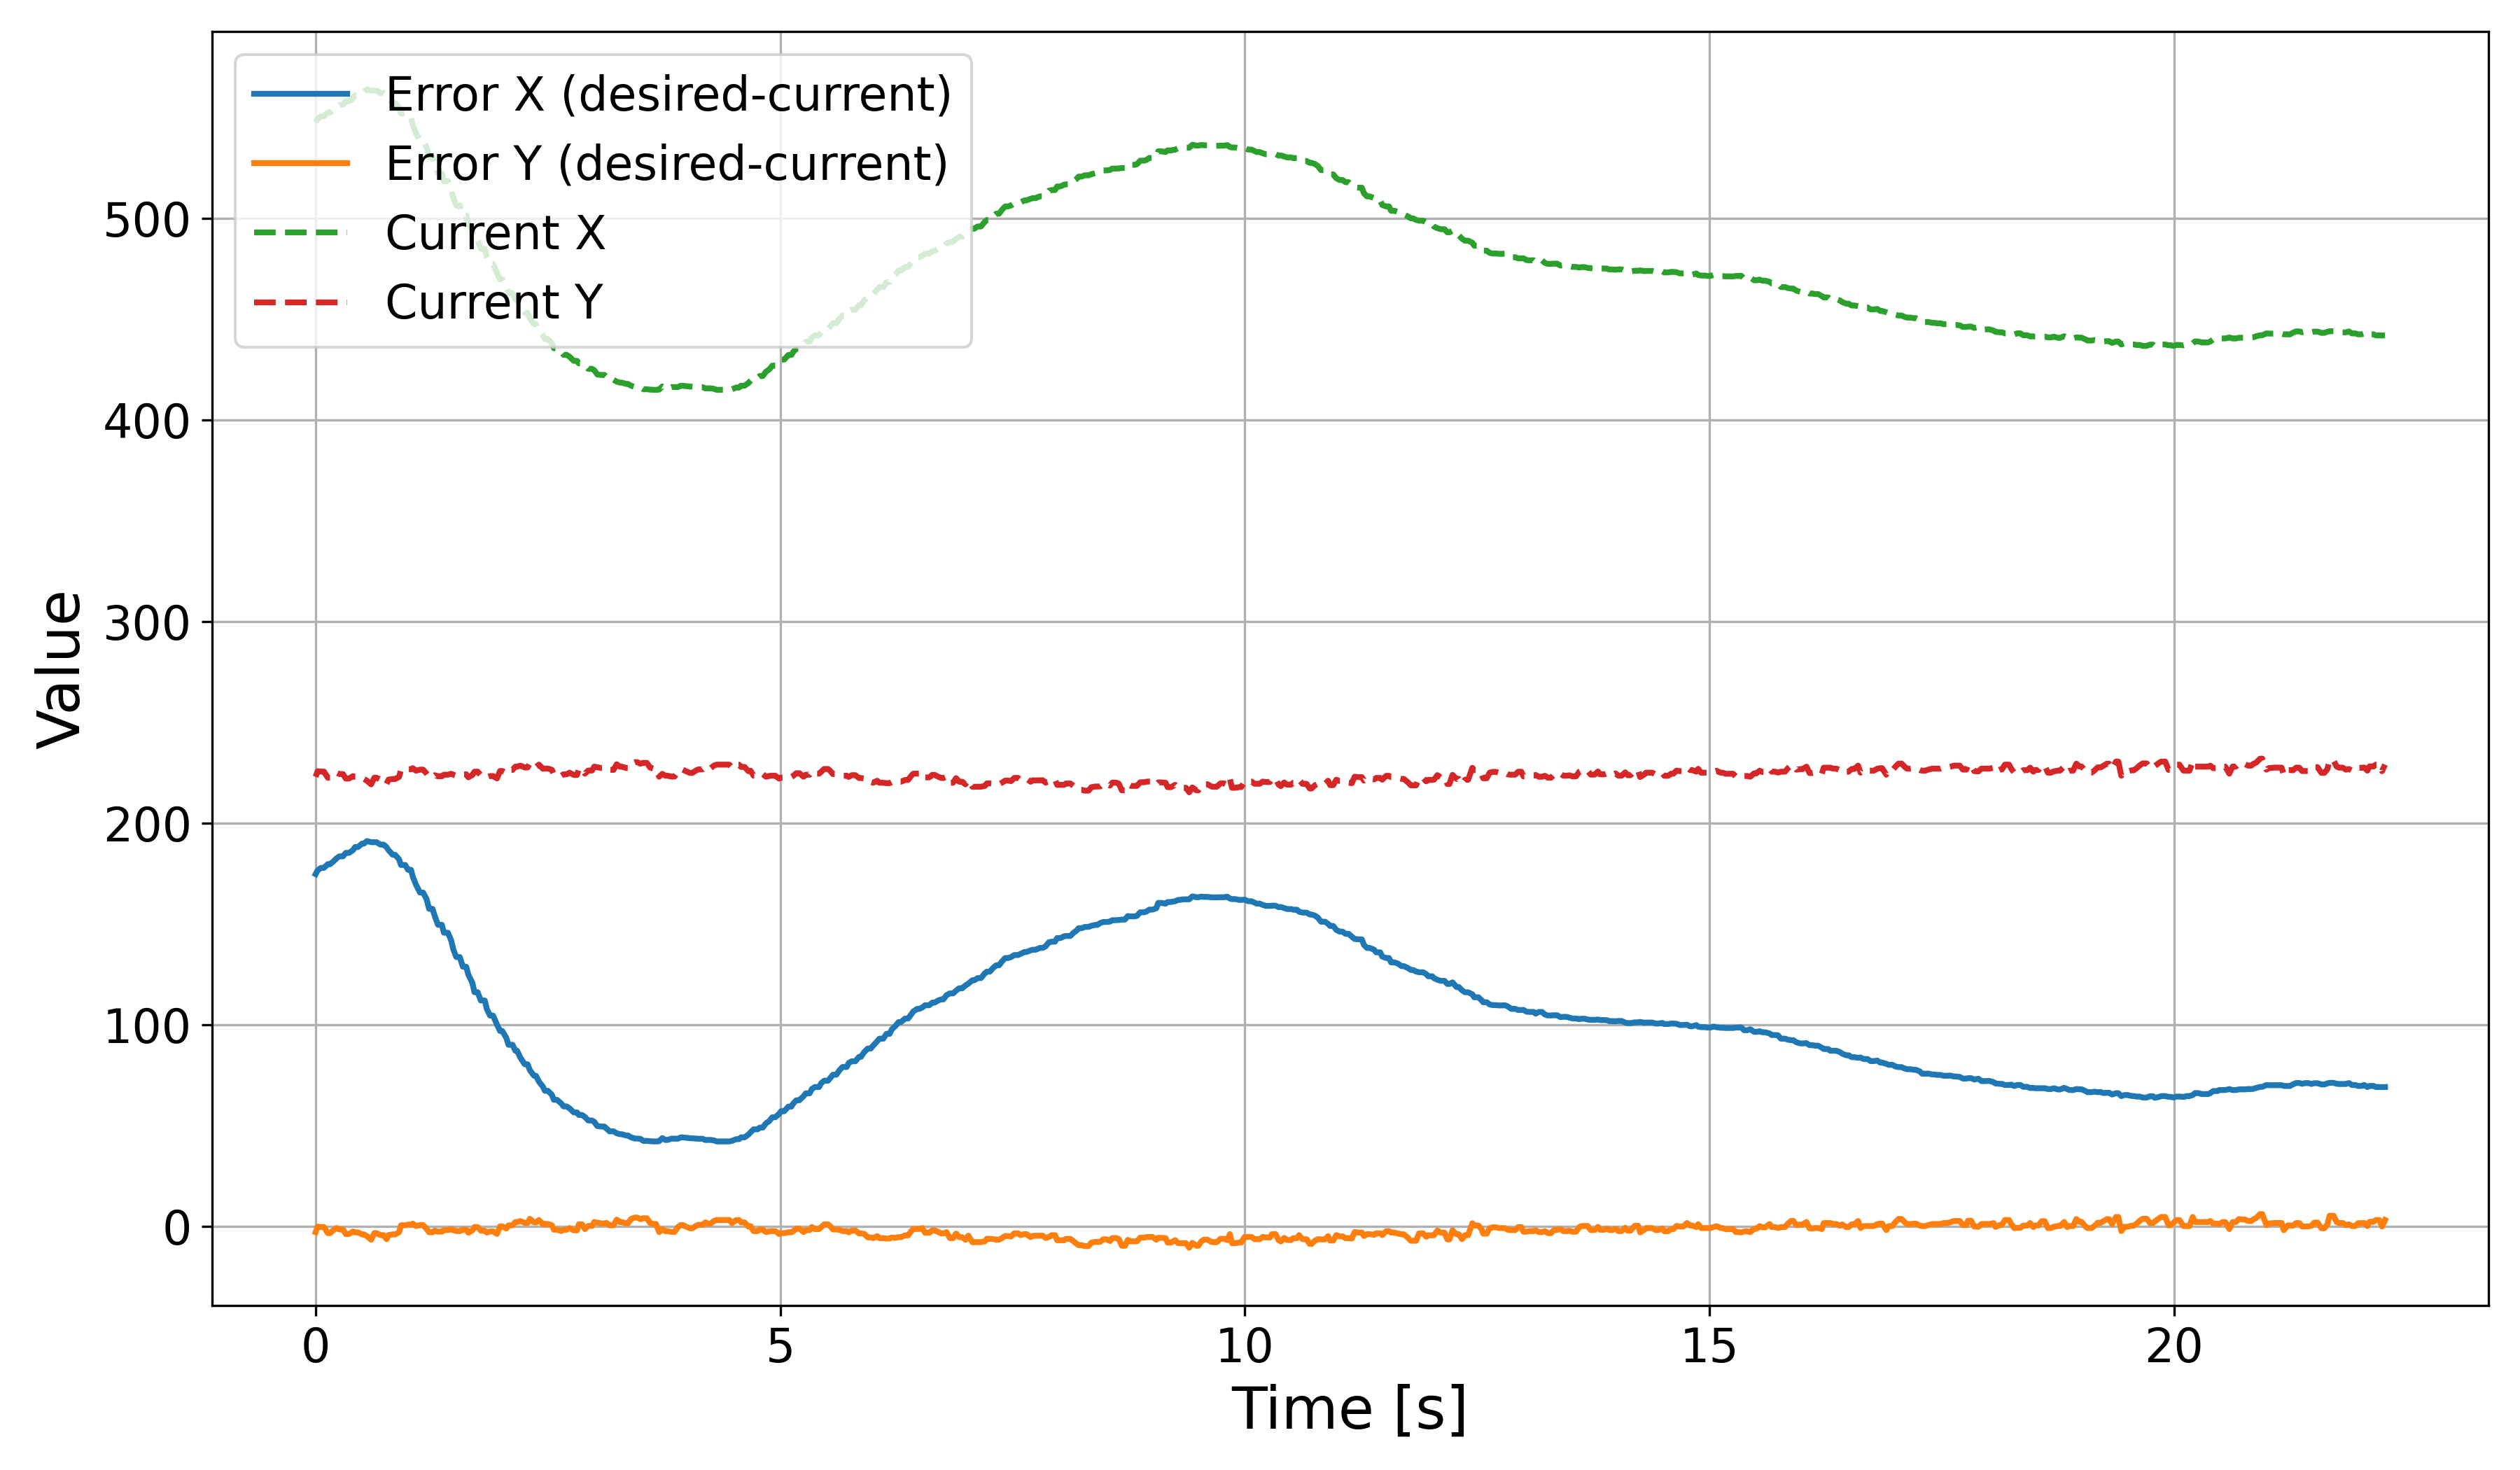 Error X (desired-current)
Error Y (desired-current)
Current X
Current Y
500
400
300
200
100
0
Value
0 5 10 15 20
Time [s]